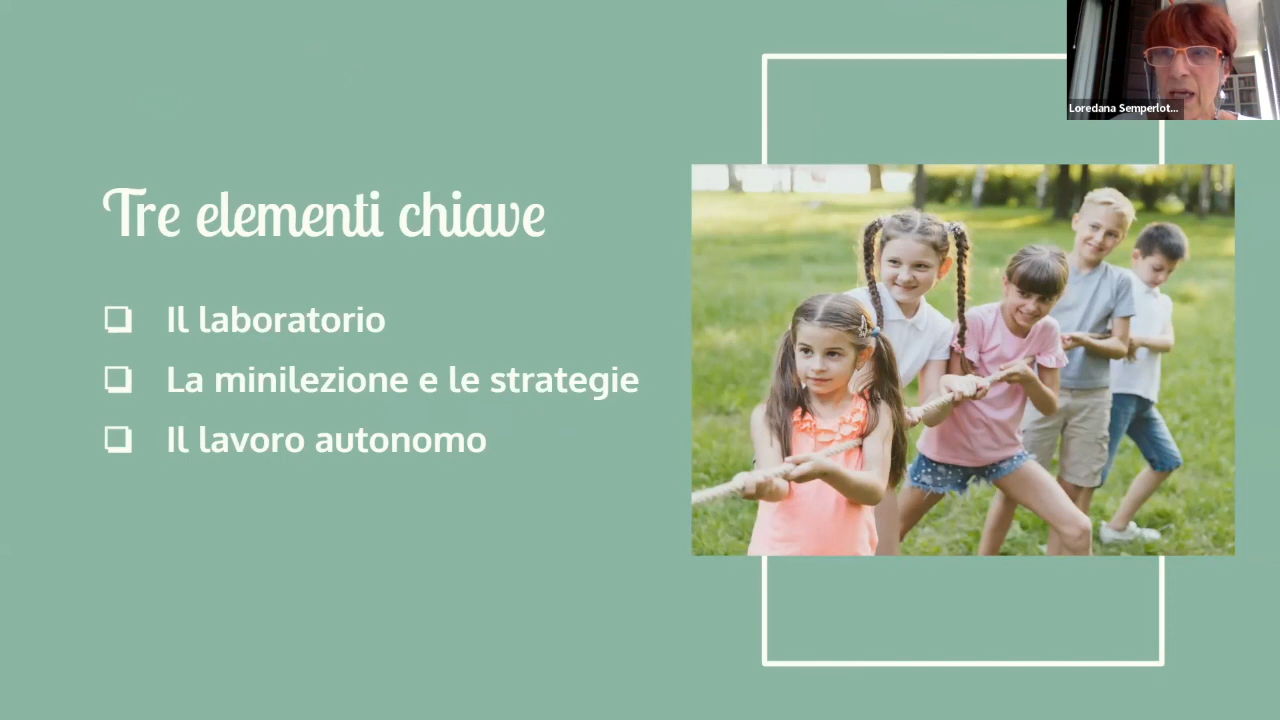 Loredana Semperlot...
Tre elementi chiave
Il laboratorio
La minilezione e le strategie
Il lavoro autonomo